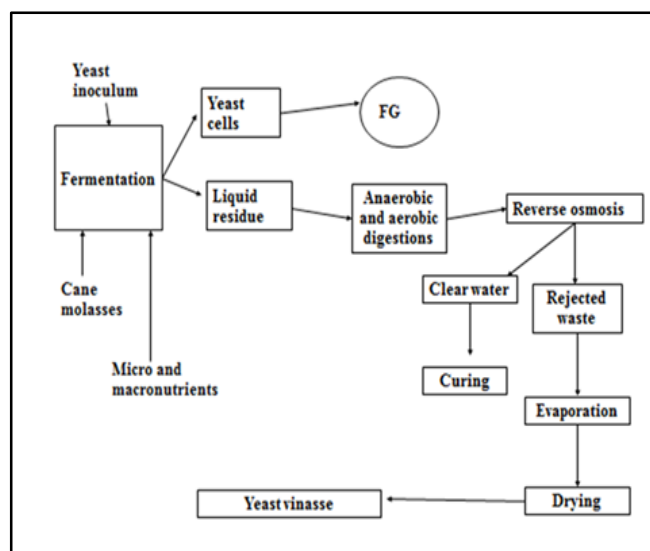 Yeast
inoculum
Yeast
cells
FG
Fermentation
Liquid
residue
Anaerobic
and aerobic
digestions
Reverse osmosis
Clear water
Rejected
waste
Cane
molasses
Micro and
macronutrients
Curing
Evaporation
Drying
Yeast vinasse